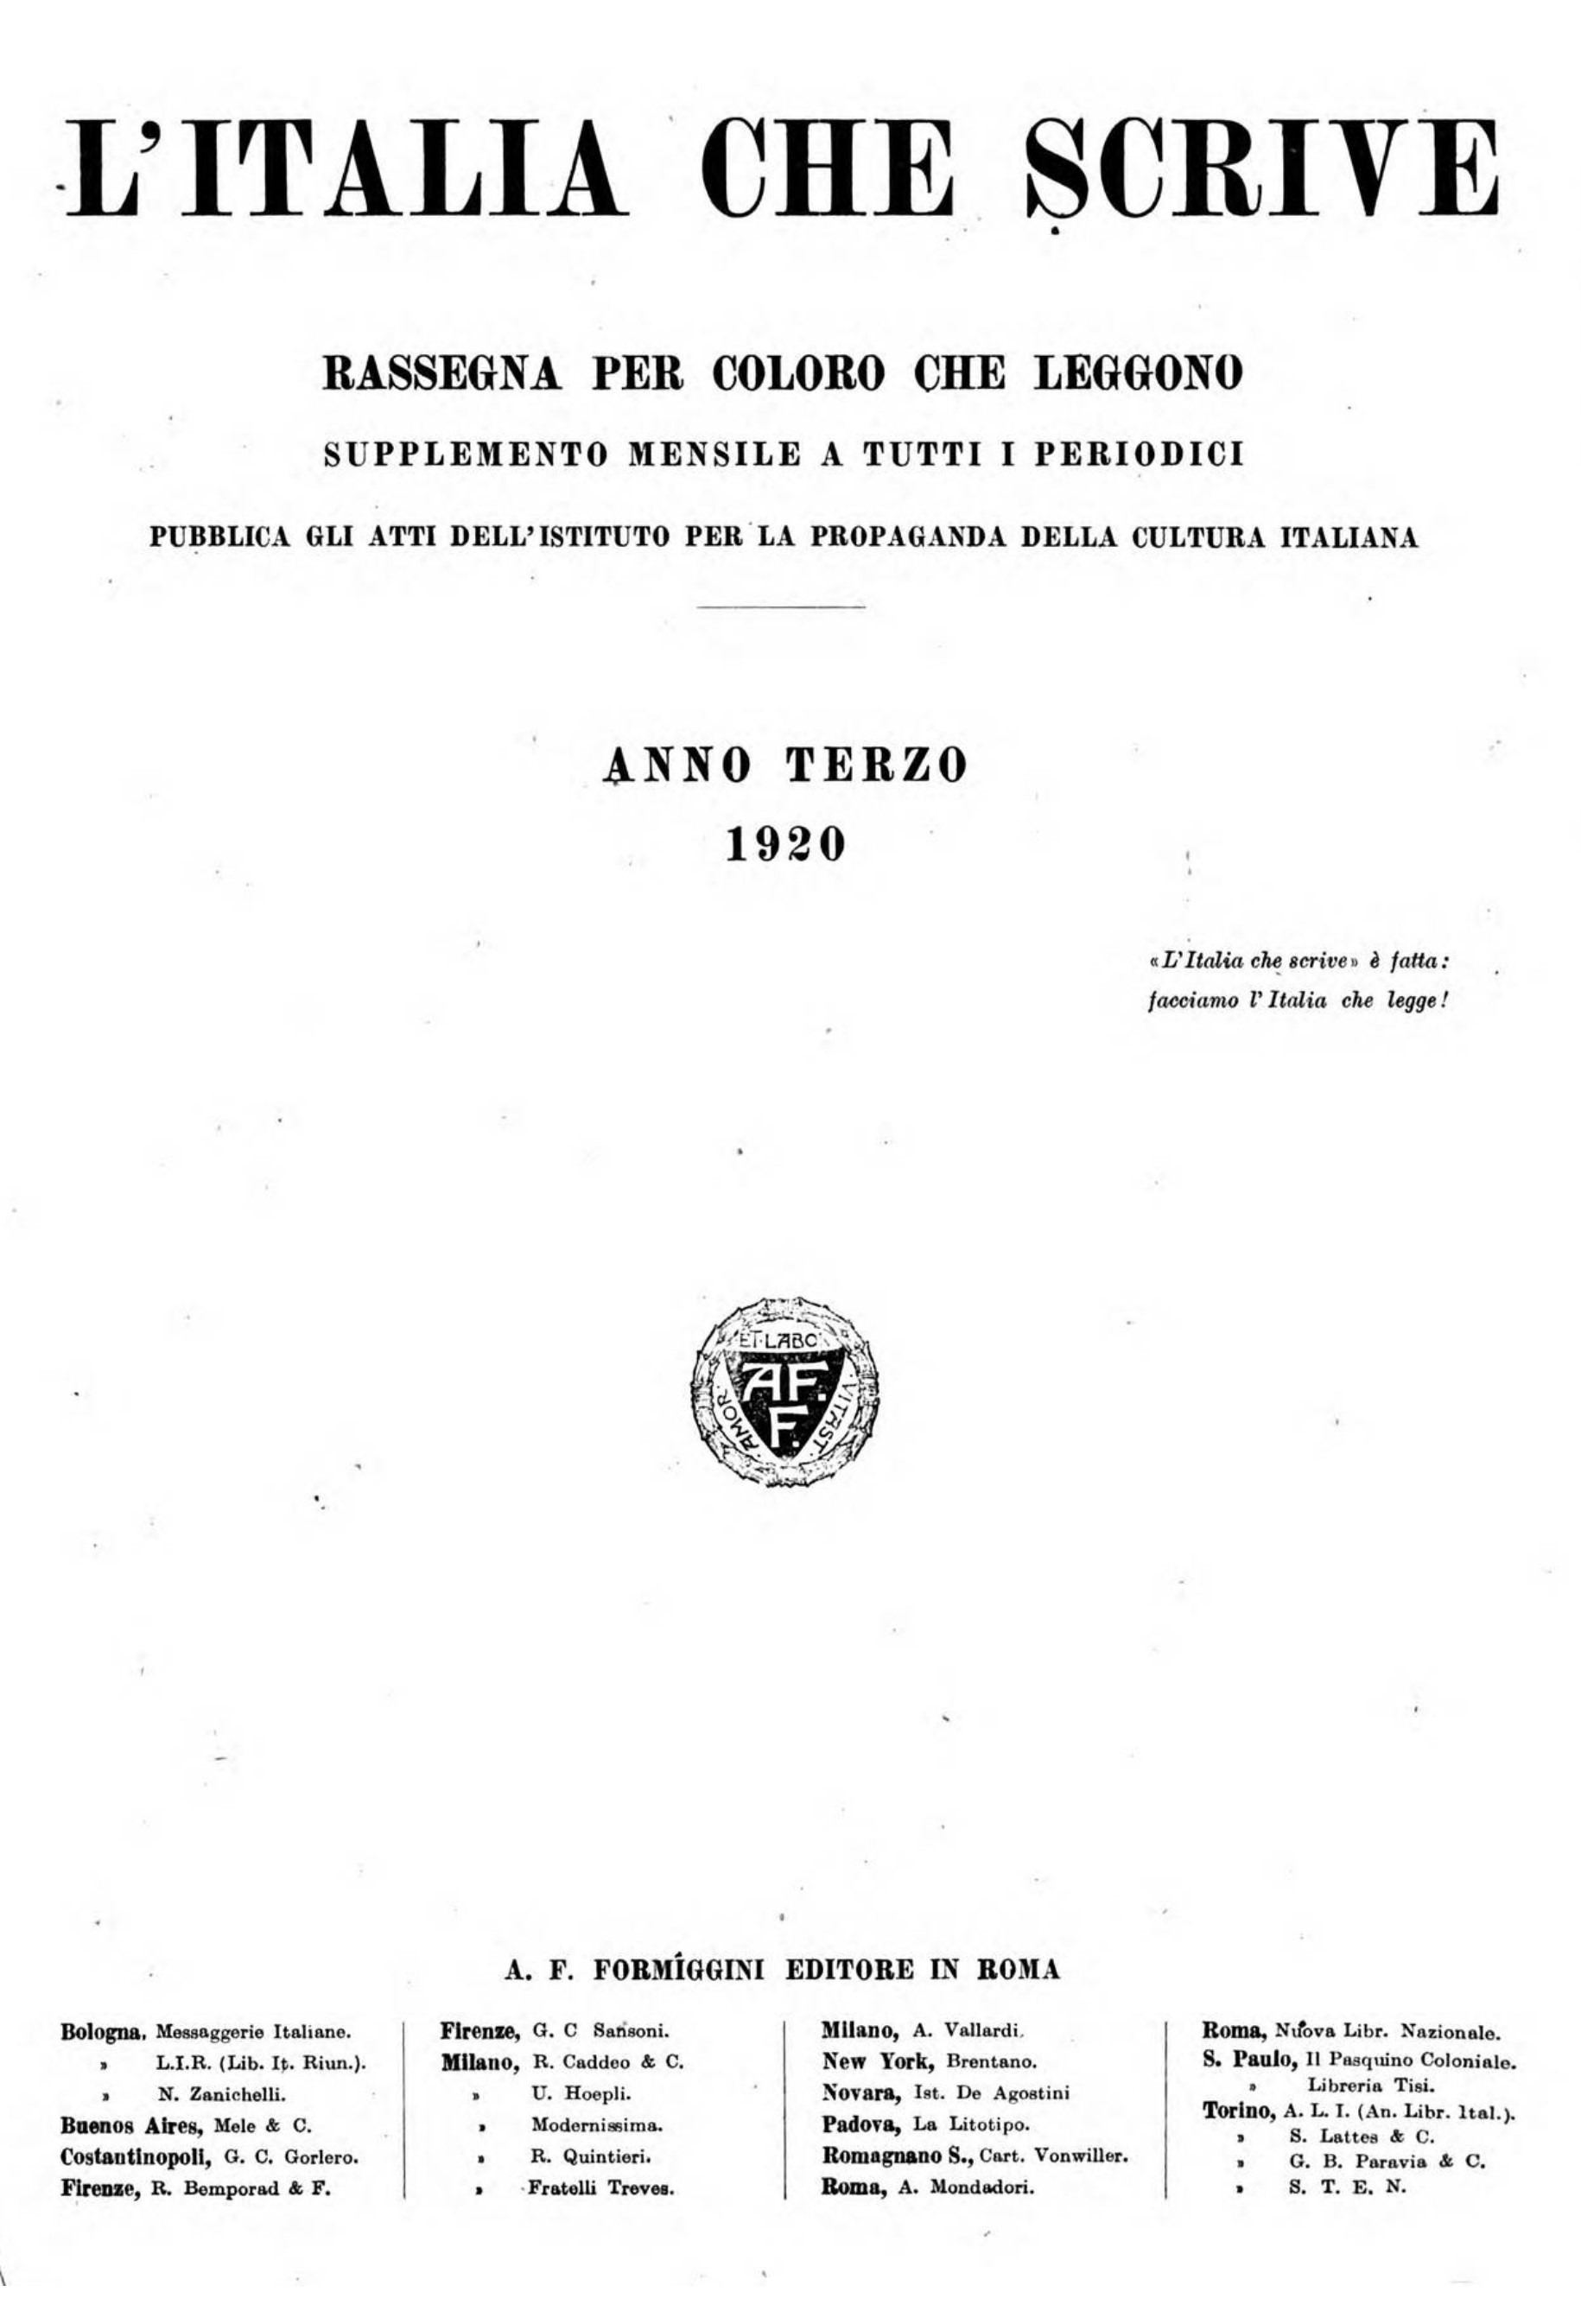 L'ITALIA CHE SCRIVE
RASSEGNA PER COLORO CHE LEGGONO
SUPPLEMENTO MENSILE A TUTTI I PERIODICI
PUBBLICA GLI ATTI DELL'ISTITUTO PER LA PROPAGANDA DELLA CULTURA ITALIANA
ANNO TERZO
1920
«L'Italia che scrive» è fatta:
facciamo l'Italia che legge!
ET·LABOR
AMOR
VITAST
A F.
F.
A. F. FORMÍGGINI EDITORE IN ROMA
Bologna, Messaggerie Italiane.
» L.I.R. (Lib. It. Riun.).
» N. Zanichelli.
Buenos Aires, Mele & C.
Costantinopoli, G. C. Gorlero.
Firenze, R. Bemporad & F.
Firenze, G. C Sansoni.
Milano, R. Caddeo & C.
» U. Hoepli.
» Modernissima.
» R. Quintieri.
» Fratelli Treves.
Milano, A. Vallardi.
New York, Brentano.
Novara, Ist. De Agostini
Padova, La Litotipo.
Romagnano S., Cart. Vonwiller.
Roma, A. Mondadori.
Roma, Nuova Libr. Nazionale.
S. Paulo, Il Pasquino Coloniale.
» Libreria Tisi.
Torino, A. L. I. (An. Libr. Ital.).
» S. Lattes & C.
» G. B. Paravia & C.
» S. T. E. N.